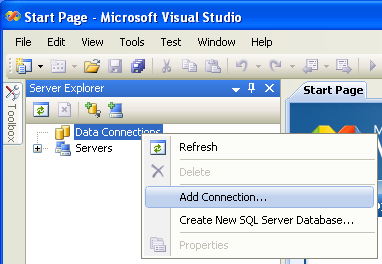 Start Page - Microsoft Visual Studio
File Edit View Tools Test Window Help
Toolbox
Server Explorer
Start Page
Data Connections
Servers
Refresh
Delete
Add Connection...
Create New SQL Server Database...
Properties